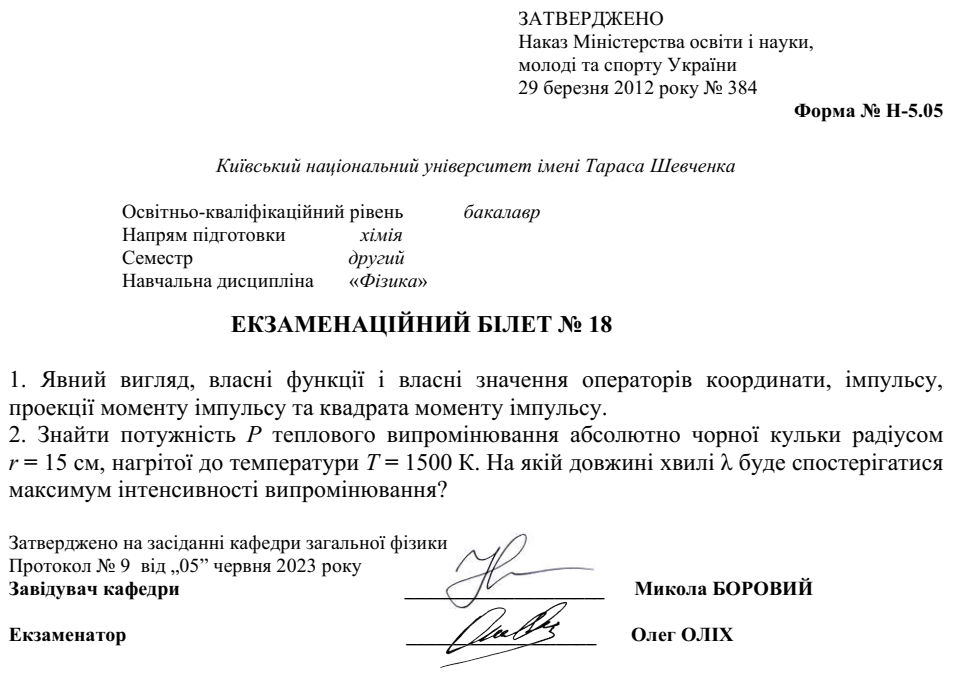 ЗАТВЕРДЖЕНО
Наказ Міністерства освіти і науки,
молоді та спорту України
29 березня 2012 року № 384
Форма № Н-5.05
Київський національний університет імені Тараса Шевченка
Освітньо-кваліфікаційний рівень бакалавр
Напрям підготовки хімія
Семестр другий
Навчальна дисципліна «Фізика»
ЕКЗАМЕНАЦІЙНИЙ БІЛЕТ № 18
1. Явний вигляд, власні функції і власні значення операторів координати, імпульсу,
проекції моменту імпульсу та квадрата моменту імпульсу.
2. Знайти потужність P теплового випромінювання абсолютно чорної кульки радіусом
r = 15 см, нагрітої до температури T = 1500 К. На якій довжині хвилі λ буде спостерігатися
максимум інтенсивності випромінювання?
Затверджено на засіданні кафедри загальної фізики
Протокол № 9 від „05” червня 2023 року
Завідувач кафедри Микола БОРОВИЙ
Екзаменатор Олег ОЛІХ